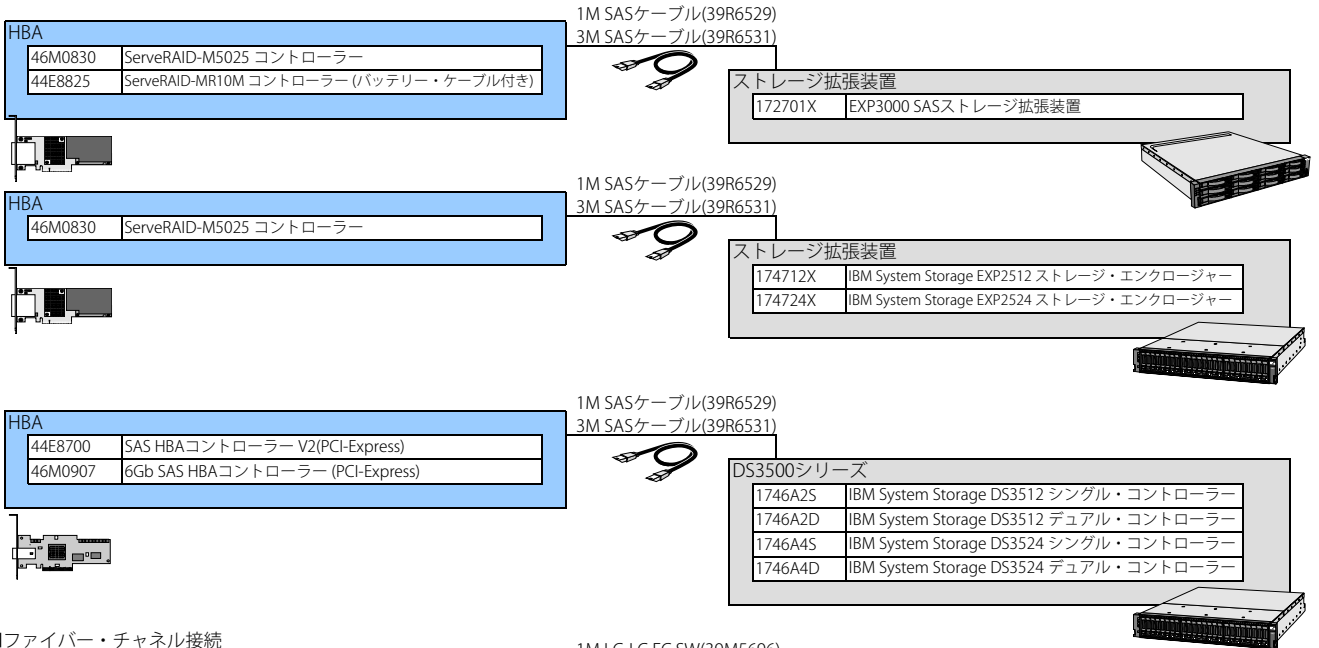 1M SASケーブル(39R6529)
3M SASケーブル(39R6531)
HBA
46M0830 ServeRAID-M5025 コントローラー
44E8825 ServeRAID-MR10M コントローラー (バッテリー・ケーブル付き)
ストレージ拡張装置
172701X EXP3000 SASストレージ拡張装置
1M SASケーブル(39R6529)
3M SASケーブル(39R6531)
HBA
46M0830 ServeRAID-M5025 コントローラー
ストレージ拡張装置
174712X IBM System Storage EXP2512 ストレージ・エンクロージャー
174724X IBM System Storage EXP2524 ストレージ・エンクロージャー
1M SASケーブル(39R6529)
3M SASケーブル(39R6531)
HBA
44E8700 SAS HBAコントローラー V2(PCI-Express)
46M0907 6Gb SAS HBAコントローラー (PCI-Express)
DS3500シリーズ
1746A2S IBM System Storage DS3512 シングル・コントローラー
1746A2D IBM System Storage DS3512 デュアル・コントローラー
1746A4S IBM System Storage DS3524 シングル・コントローラー
1746A4D IBM System Storage DS3524 デュアル・コントローラー
ファイバー・チャネル接続
1M LC-LC FC SW(39M5696)